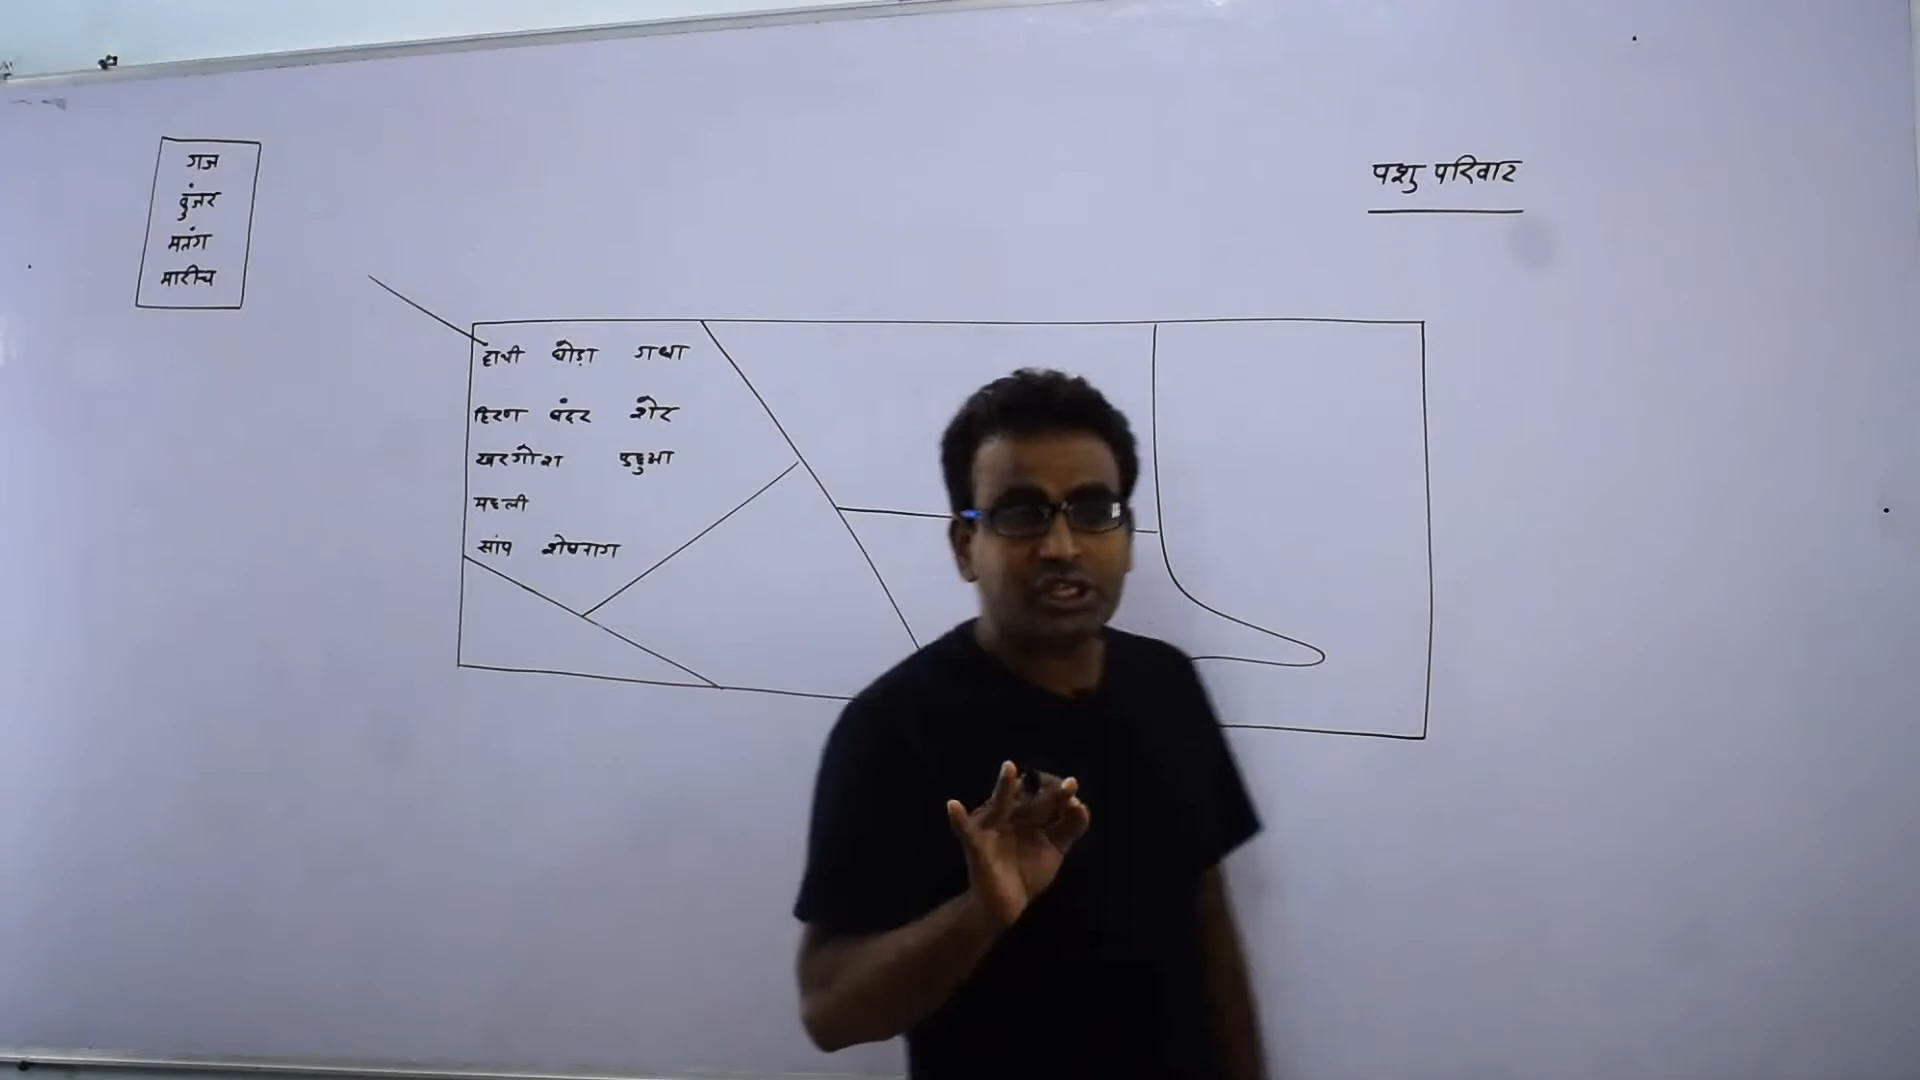 गज
कुंजर
मतंग
मारीच
पशु परिवार
हाथी घोड़ा गधा
हिरण बंदर शेर
खरगोश कछुआ
मछली
सांप शेषनाग